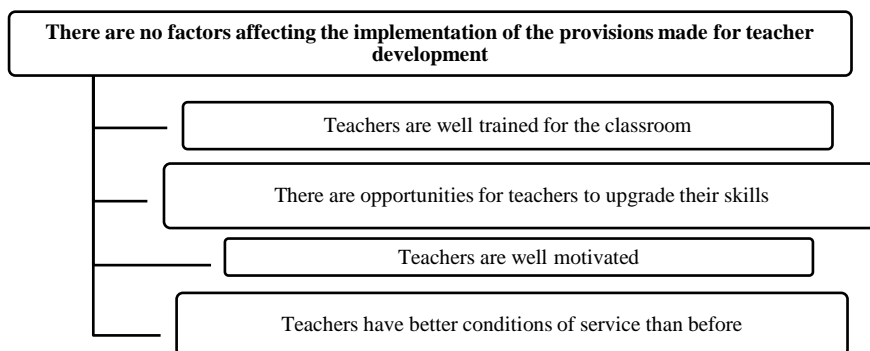 There are no factors affecting the implementation of the provisions made for teacher
development
Teachers are well trained for the classroom
There are opportunities for teachers to upgrade their skills
Teachers are well motivated
Teachers have better conditions of service than before